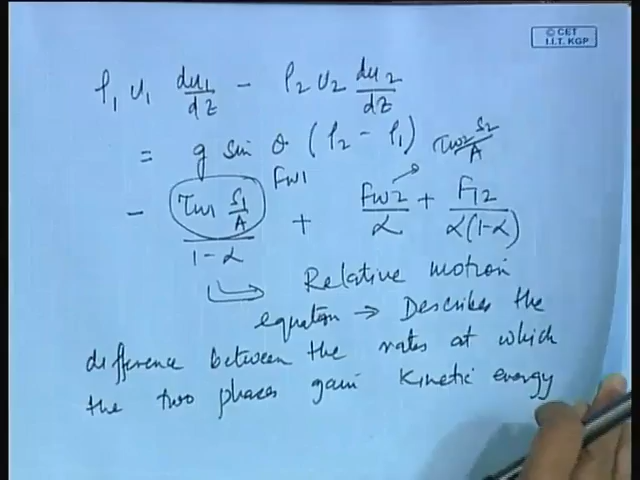 © CET
I.I.T. KGP
ρ₁ u₁ du₁/dz − ρ₂ u₂ du₂/dz
= g sin θ (ρ₂ − ρ₁)
τw2 S₂/A
Fw1
− (τw1 S₁/A)/(1−α) + Fw2/α + F12/(α(1−α))
Relative motion
equation → Describes the
difference between the rates at which
the two phases gain kinetic energy